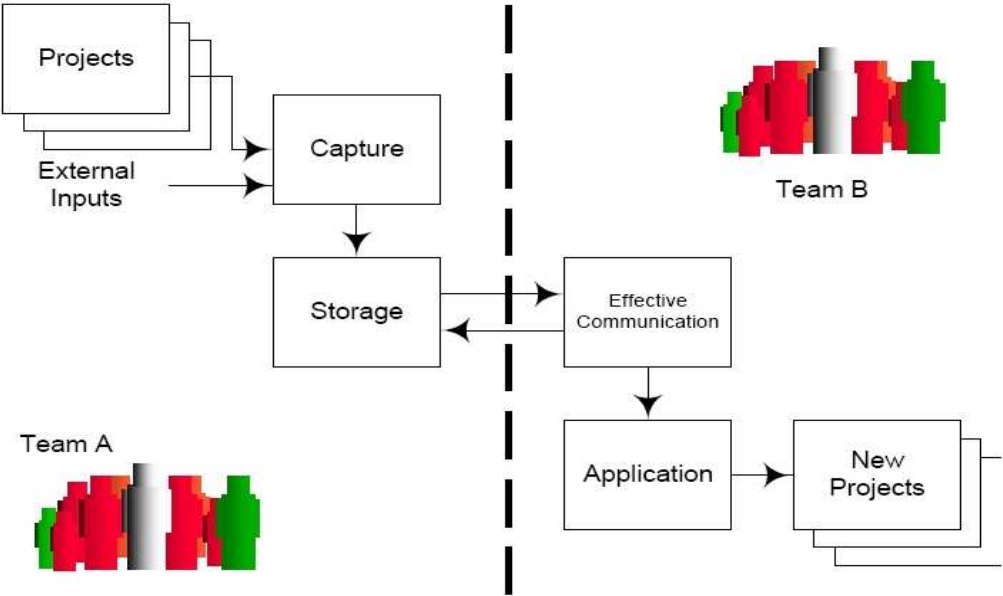 Projects
External
Inputs
Capture
Storage
Team A
Team B
Effective
Communication
Application
New
Projects